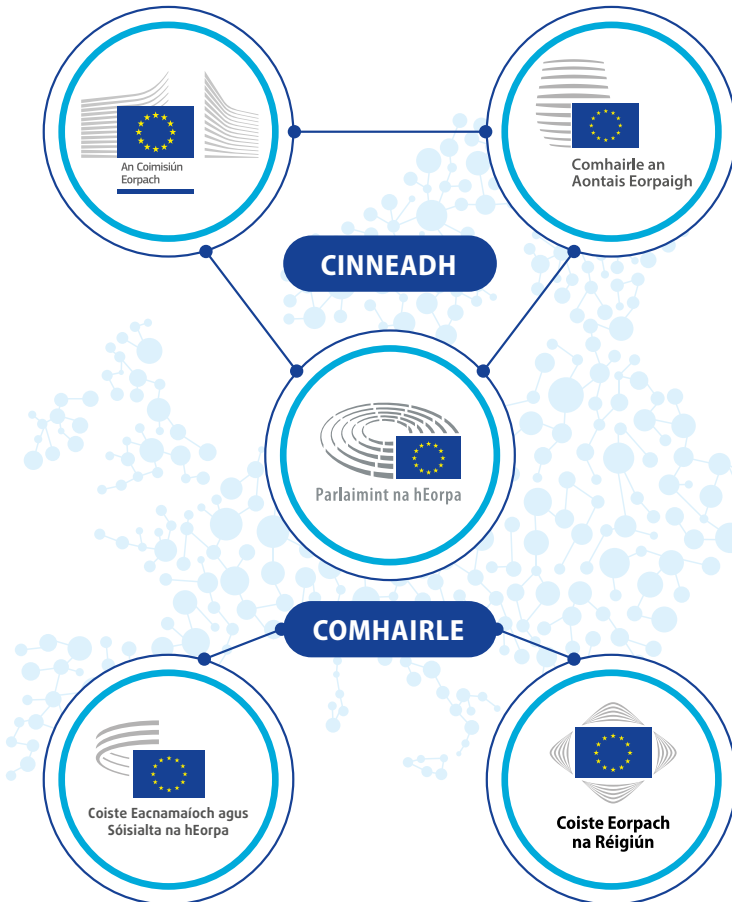 An Coimisiún
Eorpach
Comhairle an
Aontais Eorpaigh
CINNEADH
Parlaimint na hEorpa
COMHAIRLE
Coiste Eacnamaíoch agus
Sóisialta na hEorpa
Coiste Eorpach
na Réigiún